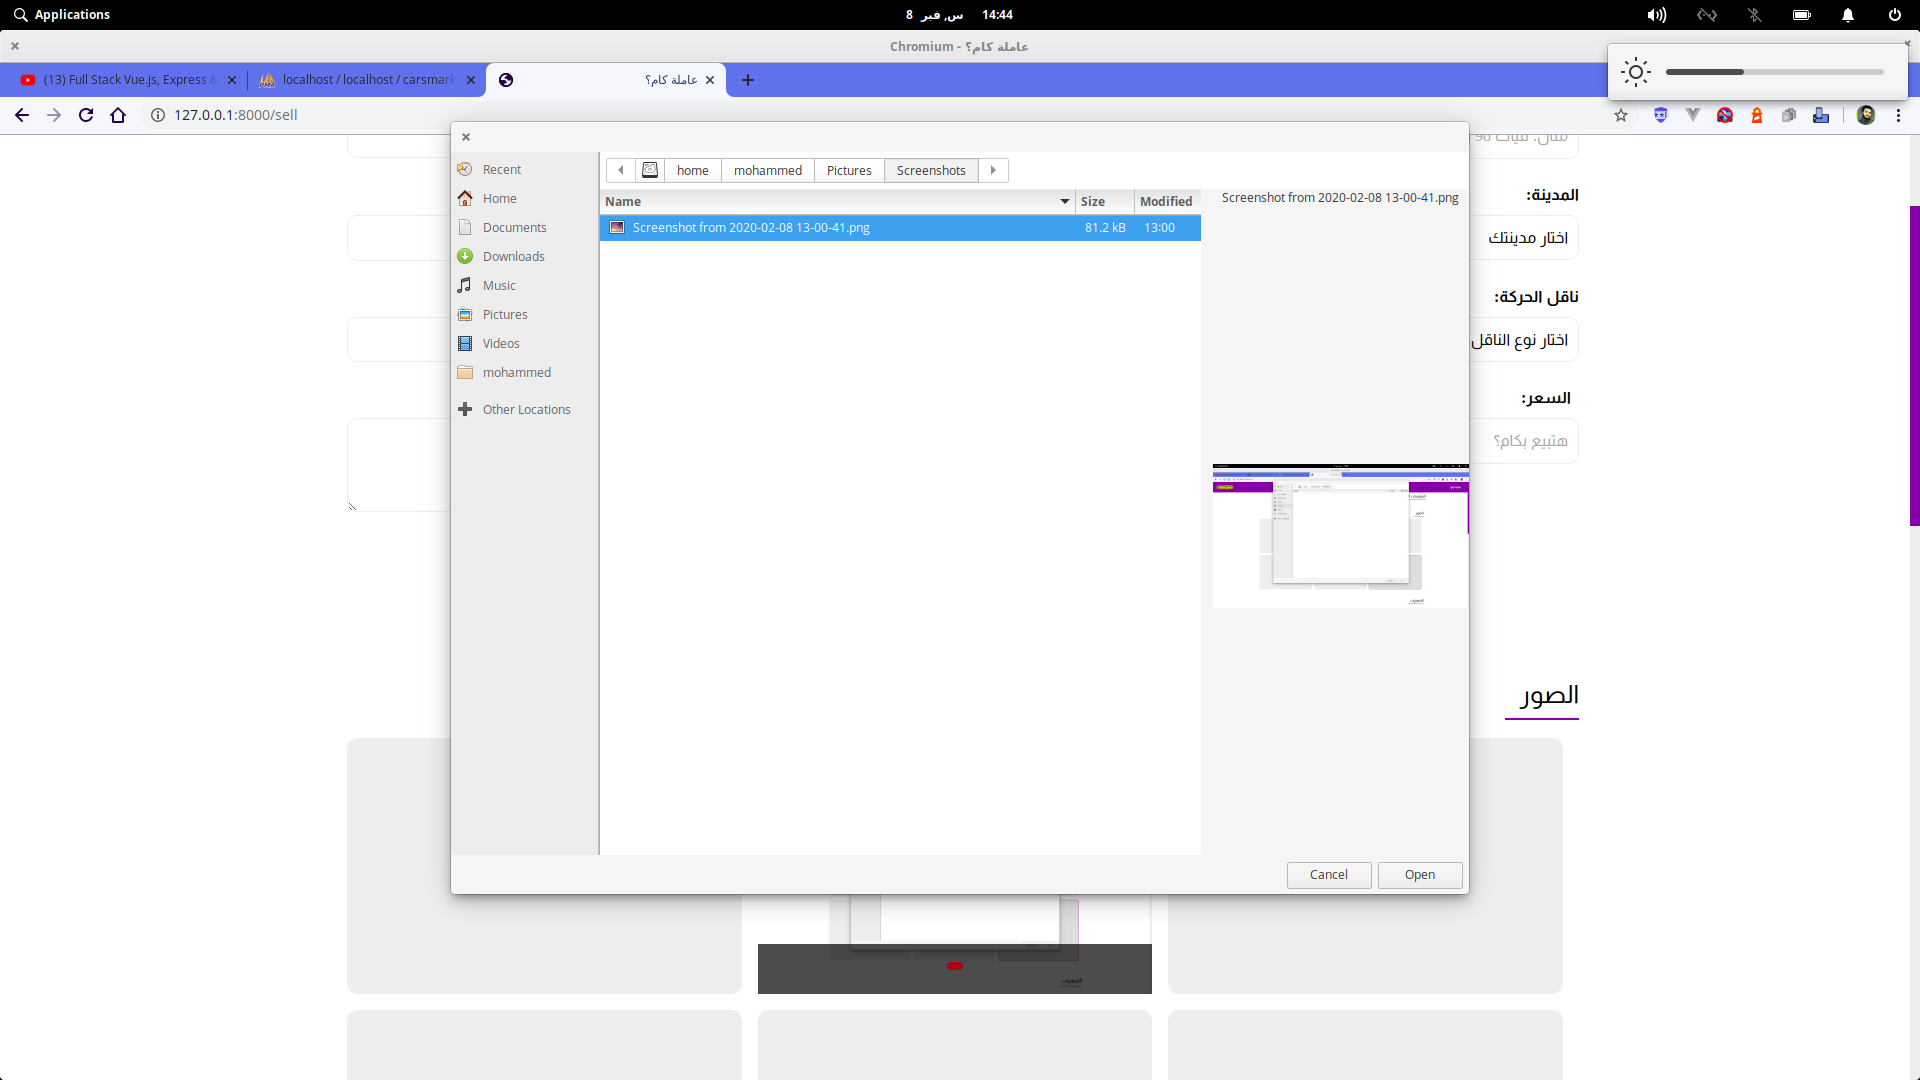 Applications
8 س, فبر 14:44
عاملة كام؟ - Chromium
(13) Full Stack Vue.js, Express &
localhost / localhost / carsmark
عاملة كام؟
127.0.0.1:8000/sell
المدينة:
اختار مدينتك
ناقل الحركة:
اختار نوع الناقل
السعر:
هتبيع بكام؟
الصور
Recent
Home
Documents
Downloads
Music
Pictures
Videos
mohammed
Other Locations
home
mohammed
Pictures
Screenshots
Name
Size
Modified
Screenshot from 2020-02-08 13-00-41.png
81.2 kB
13:00
Screenshot from 2020-02-08 13-00-41.png
Cancel
Open